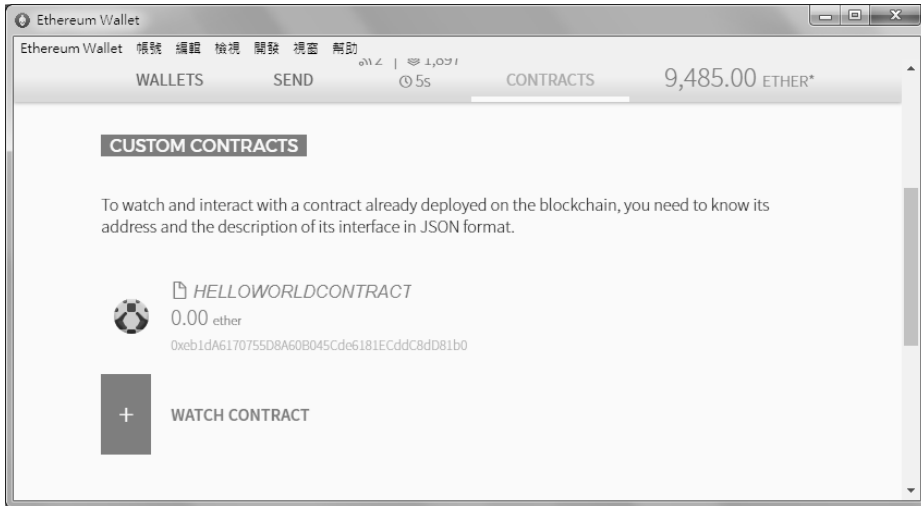 Ethereum Wallet
Ethereum Wallet 帳號 編輯 檢視 開發 視窗 幫助
2 | 1,897
WALLETS SEND 5s CONTRACTS 9,485.00 ETHER*
CUSTOM CONTRACTS
To watch and interact with a contract already deployed on the blockchain, you need to know its
address and the description of its interface in JSON format.
HELLOWORLDCONTRACT
0.00 ether
0xeb1dA6170755D8A60B045Cde6181ECddC8dD81b0
+ WATCH CONTRACT